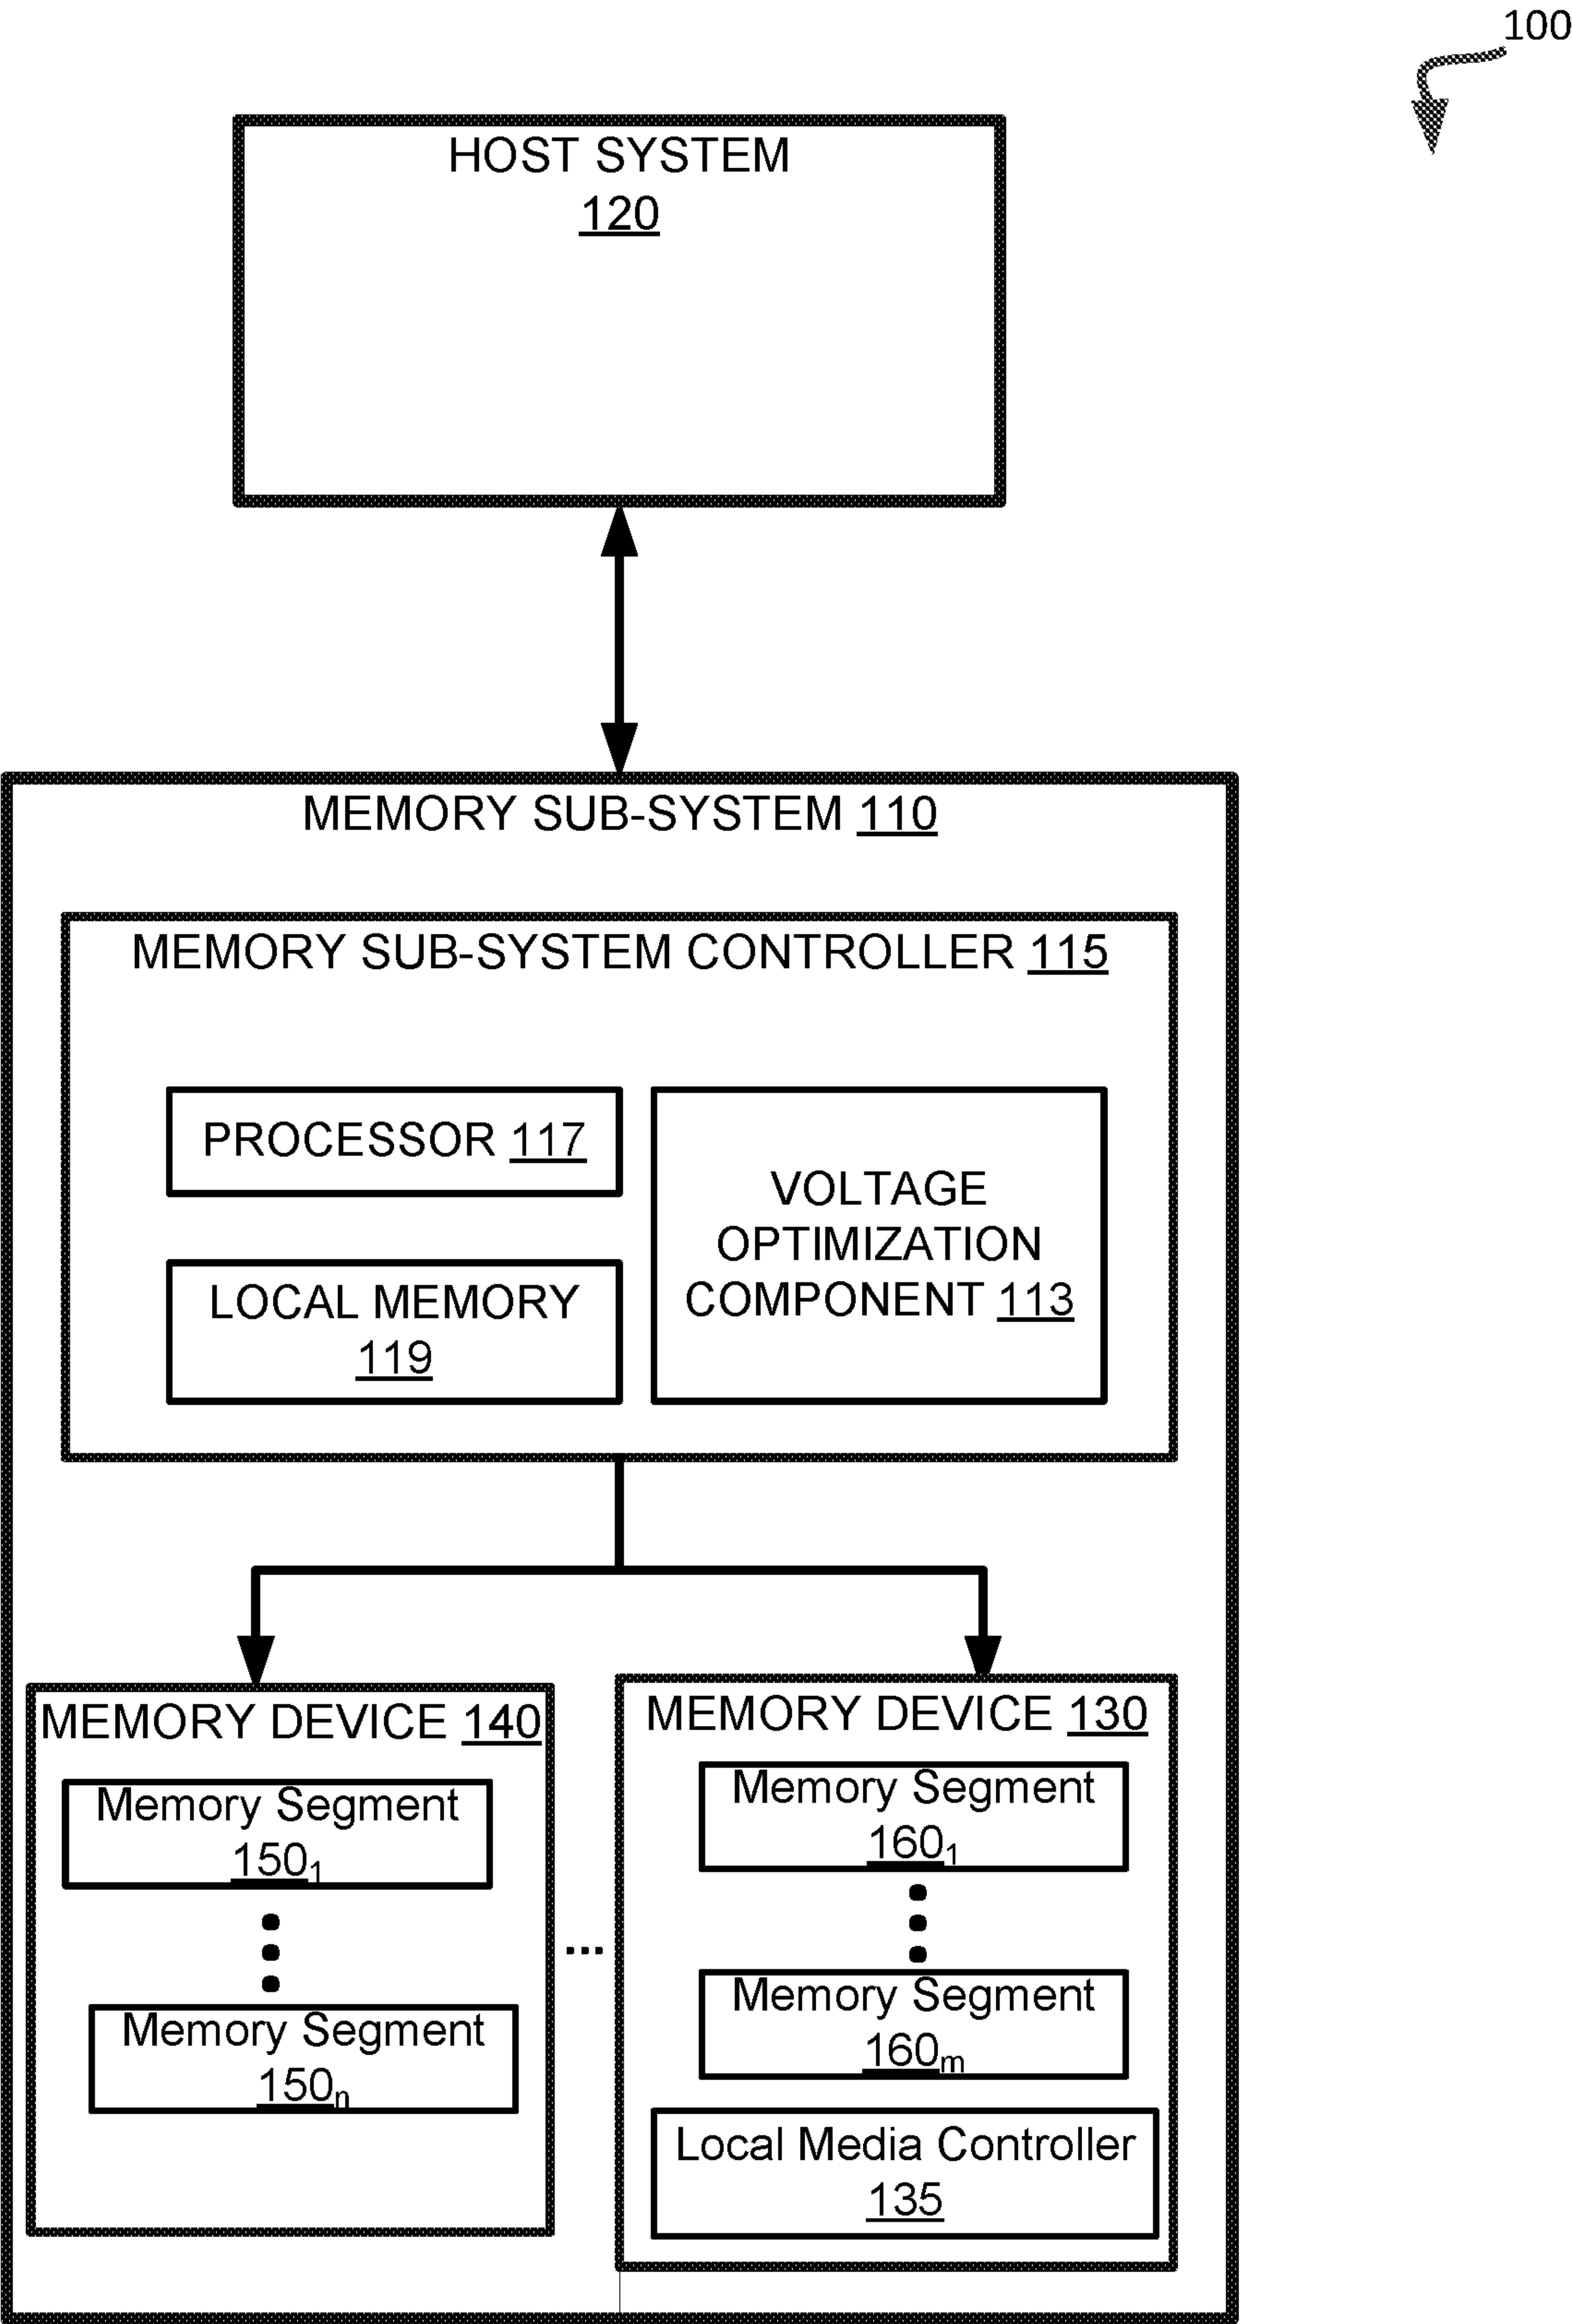 100
HOST SYSTEM
120
MEMORY SUB-SYSTEM 110
MEMORY SUB-SYSTEM CONTROLLER 115
PROCESSOR 117
LOCAL MEMORY
119
VOLTAGE
OPTIMIZATION
COMPONENT 113
MEMORY DEVICE 140
Memory Segment
150₁
Memory Segment
150ₙ
...
MEMORY DEVICE 130
Memory Segment
160₁
Memory Segment
160ₘ
Local Media Controller
135